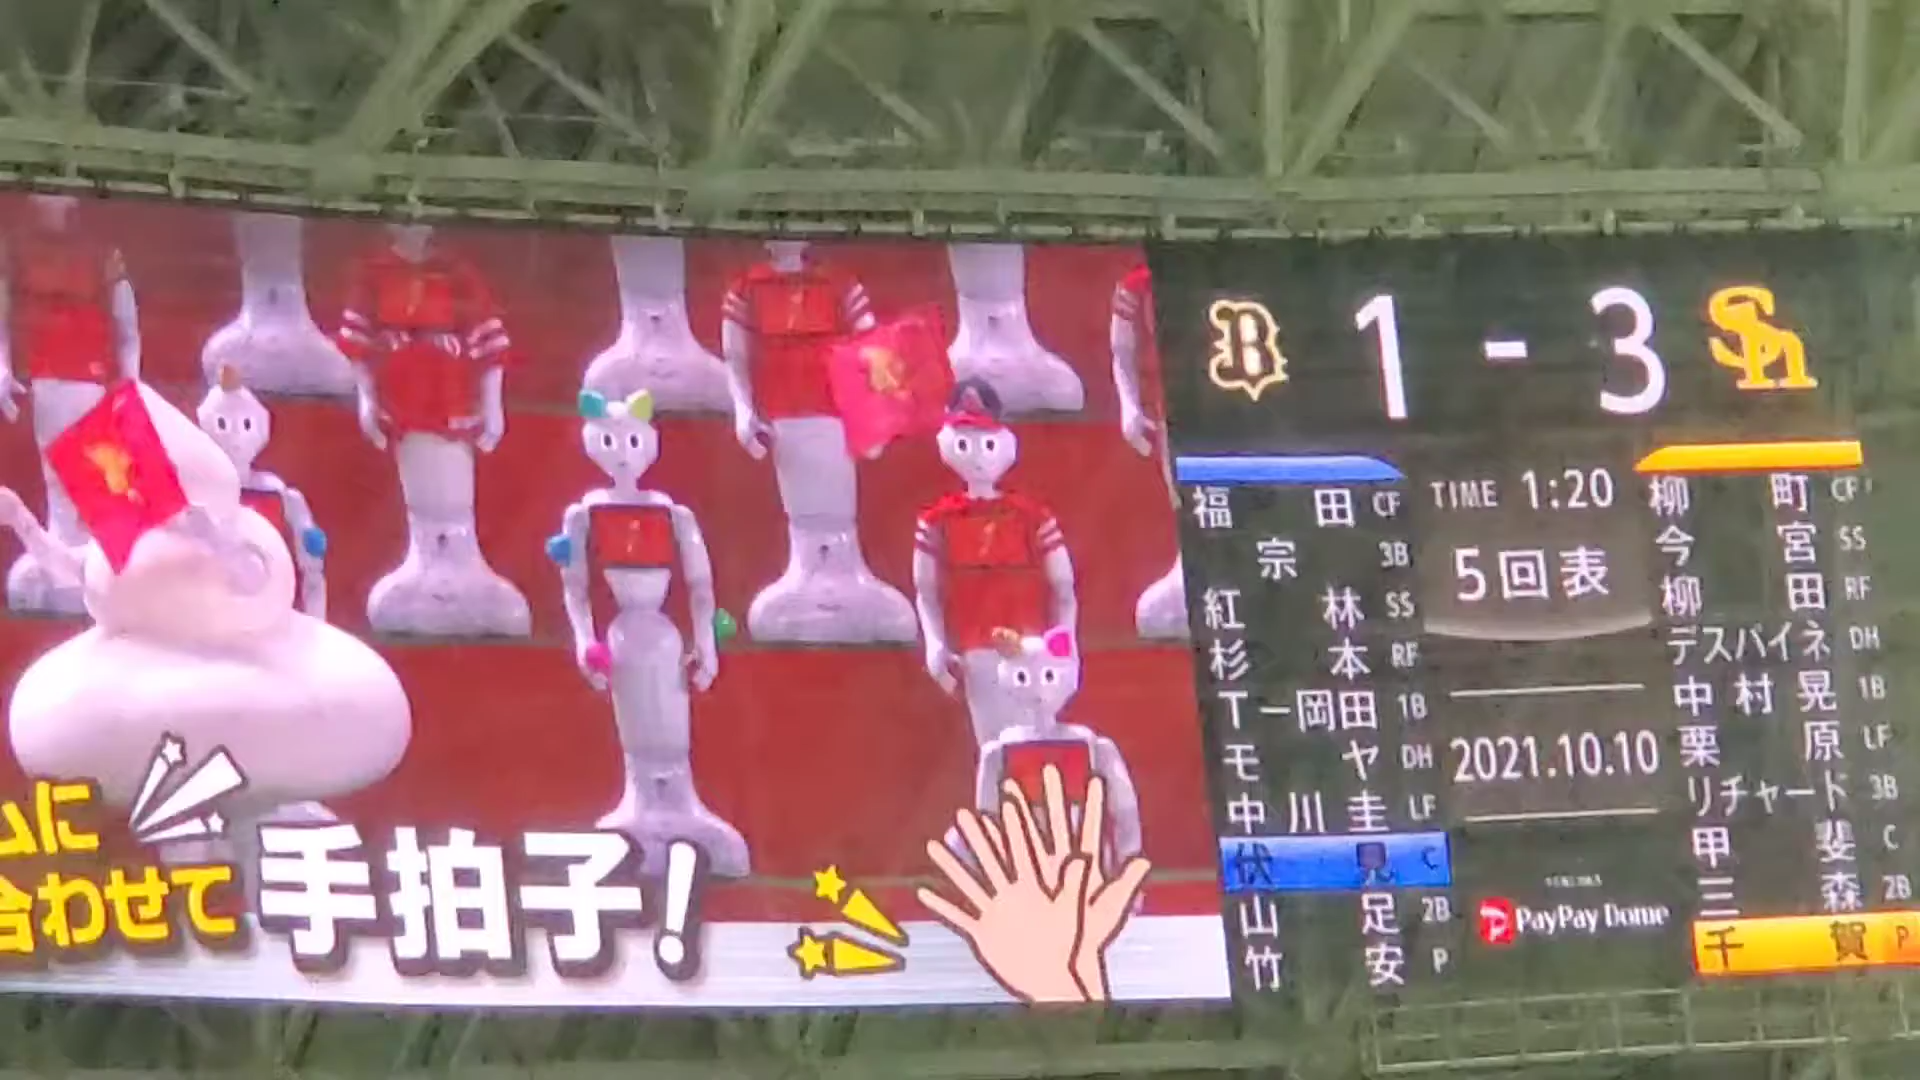 ムに
合わせて
手拍子!
B 1 - 3 Sh
福田 CF
宗 3B
紅林 SS
杉本 RF
T-岡田 1B
モヤ DH
中川圭 LF
伏見 C
山足 2B
竹安 P
TIME 1:20
5回表
2021.10.10
PayPay Dome
柳町 CF
今宮 SS
柳田 RF
デスパイネ DH
中村晃 1B
栗原 LF
リチャード 3B
甲斐 C
三森 2B
千賀 P